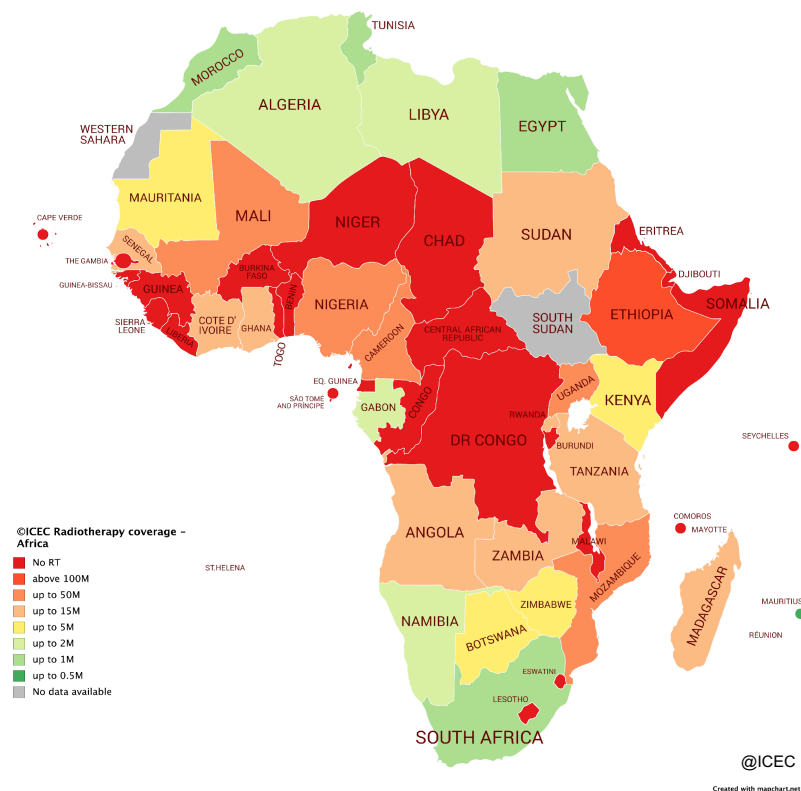 TUNISIA
MOROCCO
ALGERIA
LIBYA
EGYPT
WESTERN
SAHARA
MAURITANIA
MALI
NIGER
CHAD
SUDAN
ERITREA
CAPE VERDE
SENEGAL
THE GAMBIA
GUINEA-BISSAU
GUINEA
BURKINA
FASO
BENIN
NIGERIA
DJIBOUTI
SOMALIA
ETHIOPIA
SIERRA
LEONE
LIBERIA
COTE D'
IVOIRE
GHANA
TOGO
CAMEROON
CENTRAL AFRICAN
REPUBLIC
SOUTH
SUDAN
EQ. GUINEA
SÃO TOMÉ
AND PRÍNCIPE
GABON
CONGO
UGANDA
KENYA
RWANDA
DR CONGO
BURUNDI
SEYCHELLES
TANZANIA
COMOROS
MAYOTTE
ANGOLA
MALAWI
ZAMBIA
MOZAMBIQUE
MADAGASCAR
ST.HELENA
MAURITIUS
RÉUNION
ZIMBABWE
NAMIBIA
BOTSWANA
ESWATINI
LESOTHO
SOUTH AFRICA
©ICEC Radiotherapy coverage -
Africa
No RT
above 100M
up to 50M
up to 15M
up to 5M
up to 2M
up to 1M
up to 0.5M
No data available
@ICEC
Created with mapchart.net